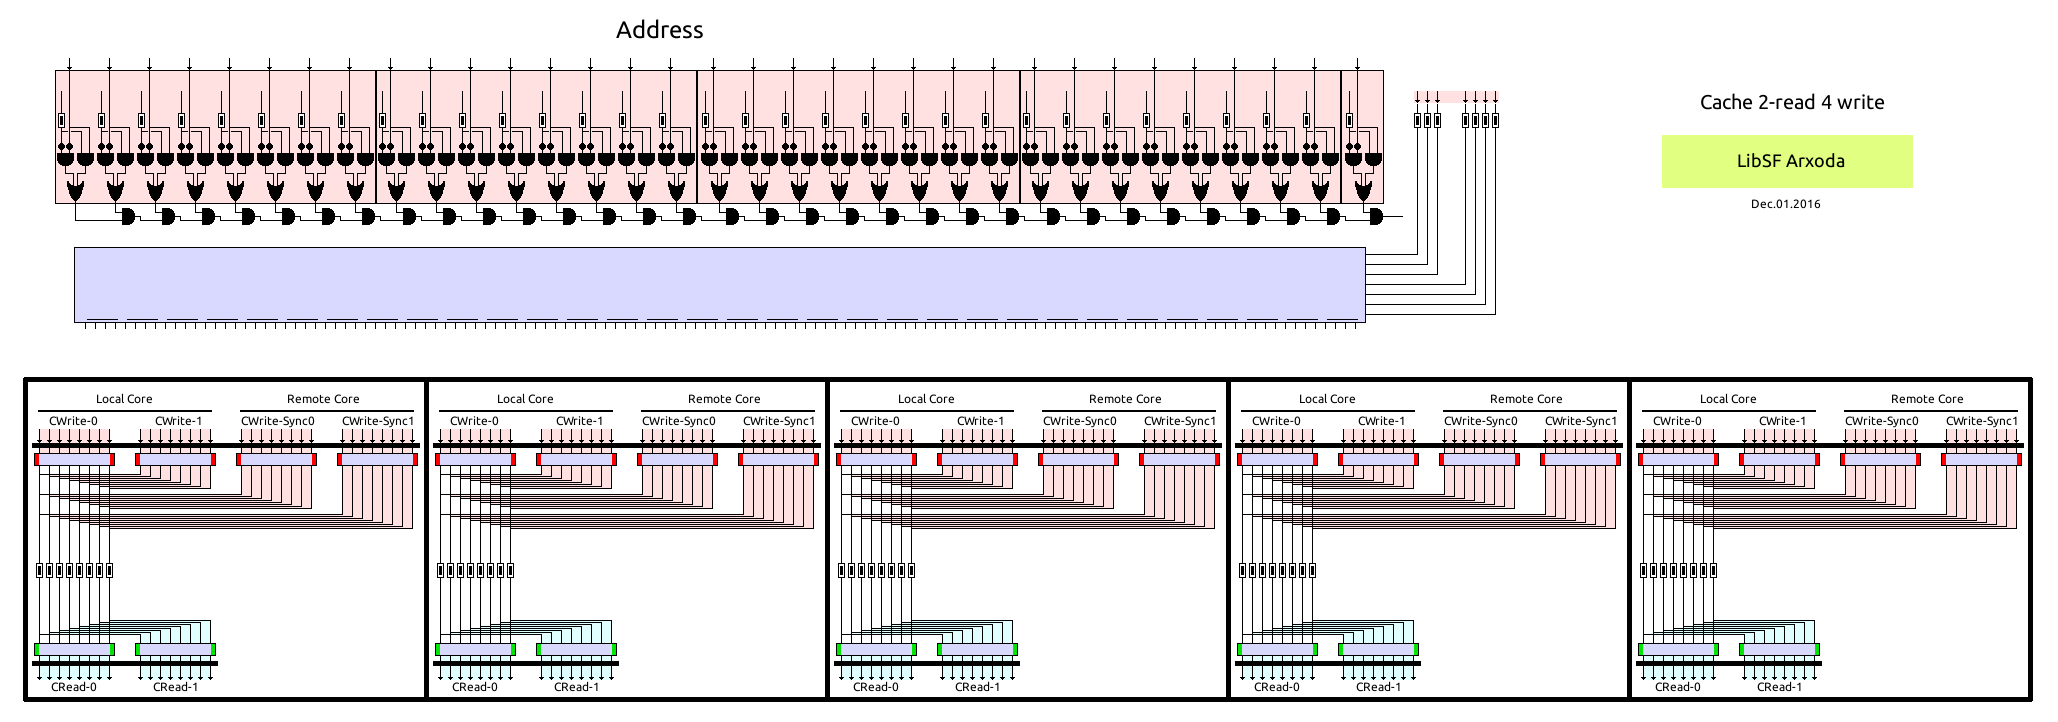 Address
Cache 2-read 4 write
LibSF Arxoda
Dec.01.2016
Local Core Remote Core
CWrite-0 CWrite-1 CWrite-Sync0 CWrite-Sync1
CRead-0 CRead-1
Local Core Remote Core
CWrite-0 CWrite-1 CWrite-Sync0 CWrite-Sync1
CRead-0 CRead-1
Local Core Remote Core
CWrite-0 CWrite-1 CWrite-Sync0 CWrite-Sync1
CRead-0 CRead-1
Local Core Remote Core
CWrite-0 CWrite-1 CWrite-Sync0 CWrite-Sync1
CRead-0 CRead-1
Local Core Remote Core
CWrite-0 CWrite-1 CWrite-Sync0 CWrite-Sync1
CRead-0 CRead-1